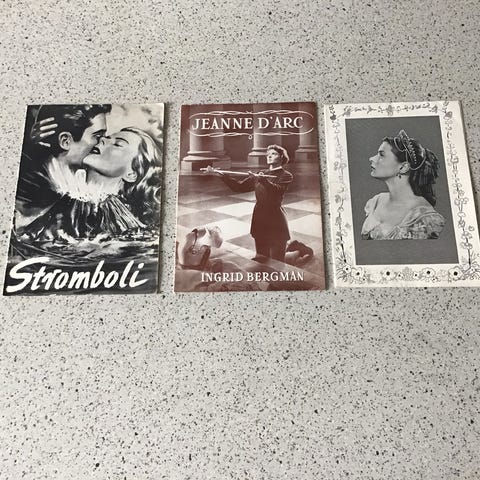 Stromboli
JEANNE D'ARC
INGRID BERGMAN